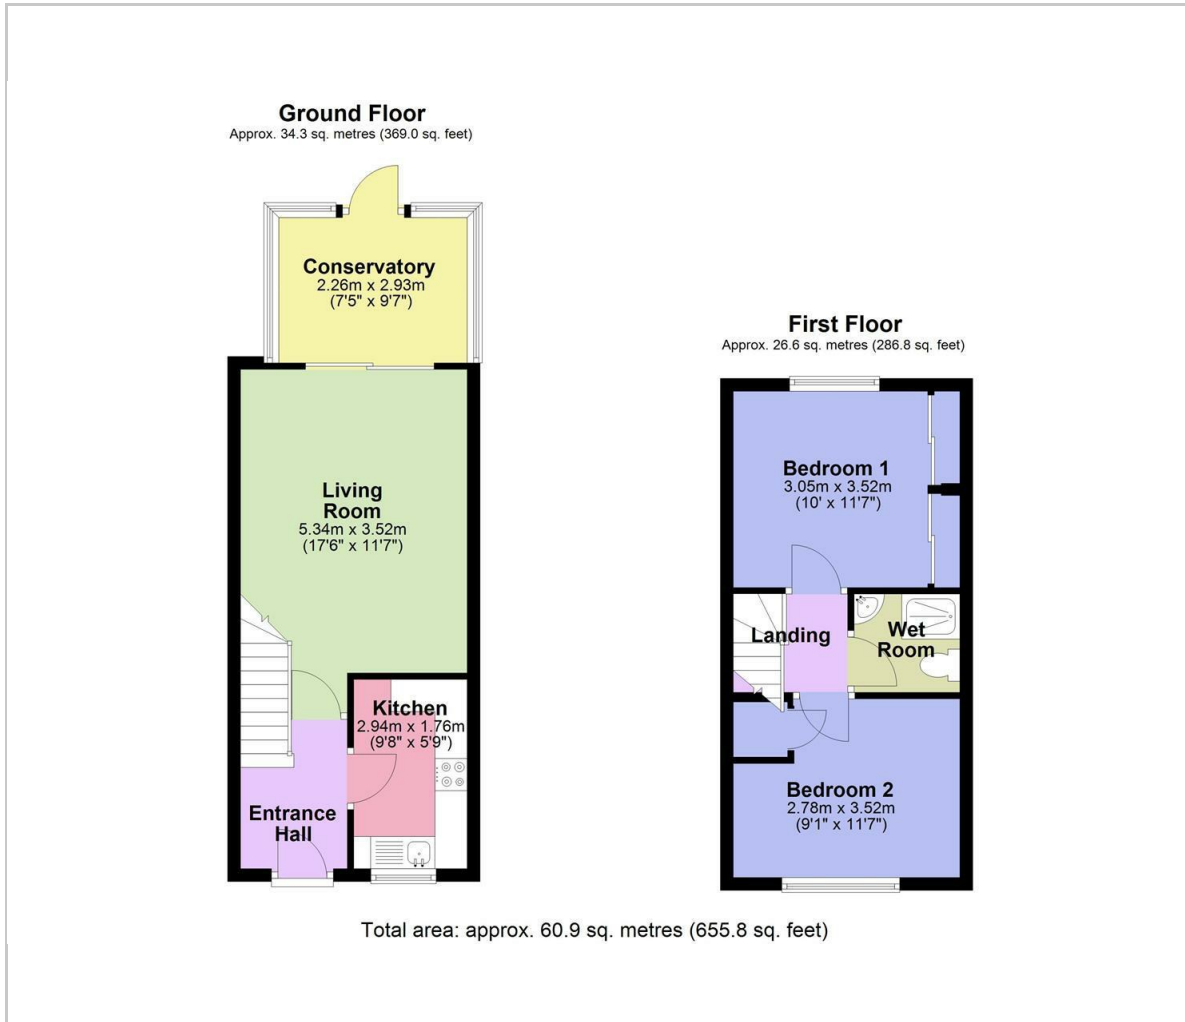 Ground Floor
Approx. 34.3 sq. metres (369.0 sq. feet)
Conservatory
2.26m x 2.93m
(7'5" x 9'7")
Living
Room
5.34m x 3.52m
(17'6" x 11'7")
Kitchen
2.94m x 1.76m
(9'8" x 5'9")
Entrance
Hall
First Floor
Approx. 26.6 sq. metres (286.8 sq. feet)
Bedroom 1
3.05m x 3.52m
(10' x 11'7")
Landing
Wet
Room
Bedroom 2
2.78m x 3.52m
(9'1" x 11'7")
Total area: approx. 60.9 sq. metres (655.8 sq. feet)